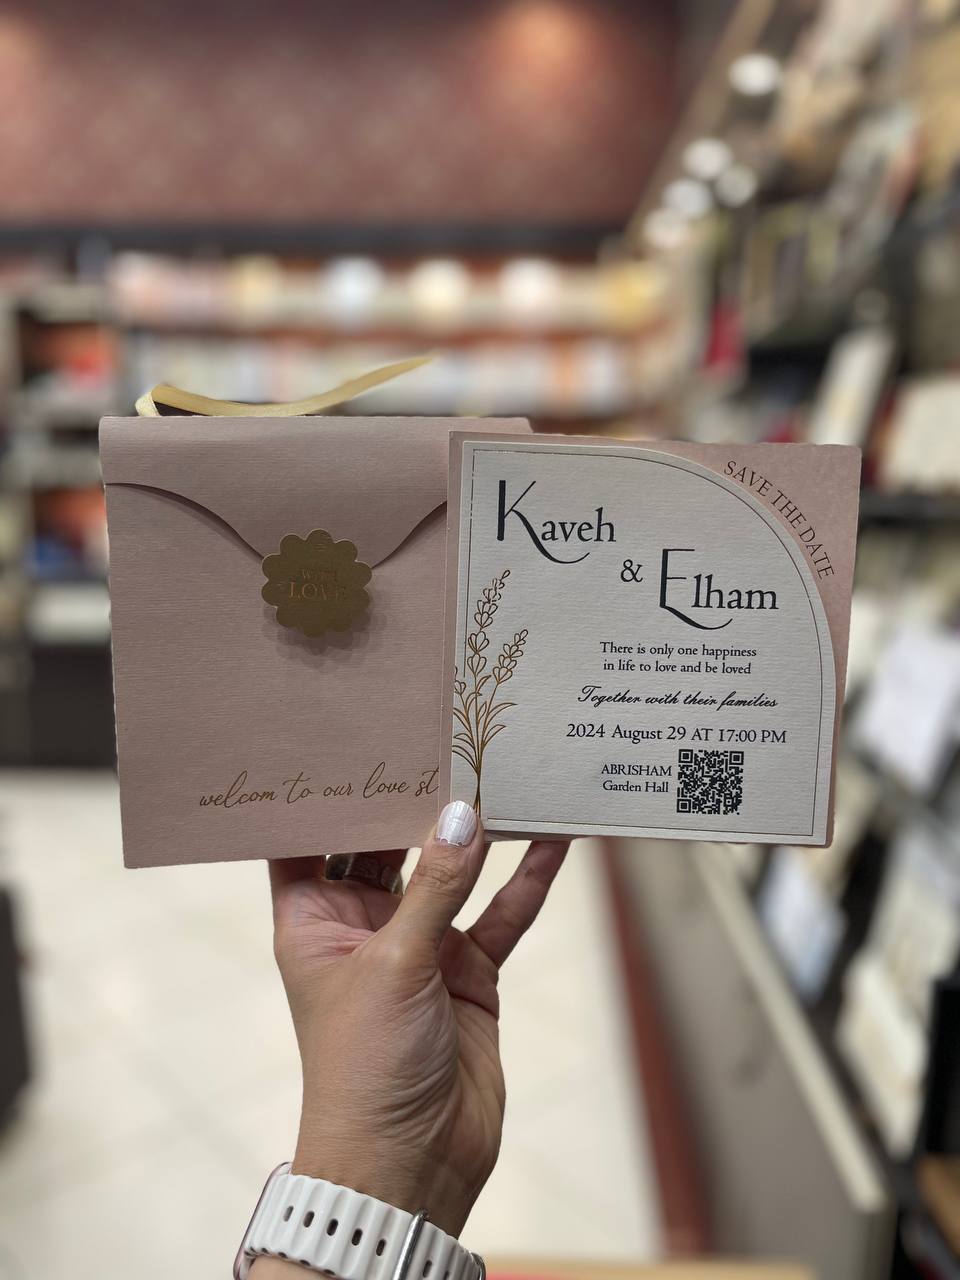 WITH
LOVE
welcom to our love st
SAVE THE DATE
Kaveh
& Elham
There is only one happiness
in life to love and be loved
Together with their families
2024 August 29 AT 17:00 PM
ABRISHAM
Garden Hall